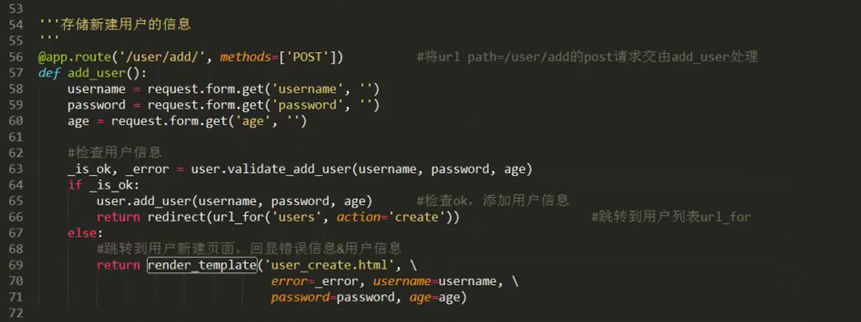 53
54 '''存储新建用户的信息
55 '''
56 @app.route('/user/add/', methods=['POST']) #将url path=/user/add的post请求交由add_user处理
57 def add_user():
58 username = request.form.get('username', '')
59 password = request.form.get('password', '')
60 age = request.form.get('age', '')
61
62 #检查用户信息
63 _is_ok, _error = user.validate_add_user(username, password, age)
64 if _is_ok:
65 user.add_user(username, password, age) #检查ok, 添加用户信息
66 return redirect(url_for('users', action='create')) #跳转到用户列表url_for
67 else:
68 #跳转到用户新建页面, 回显错误信息&用户信息
69 return render_template('user_create.html', \
70 error=_error, username=username, \
71 password=password, age=age)
72